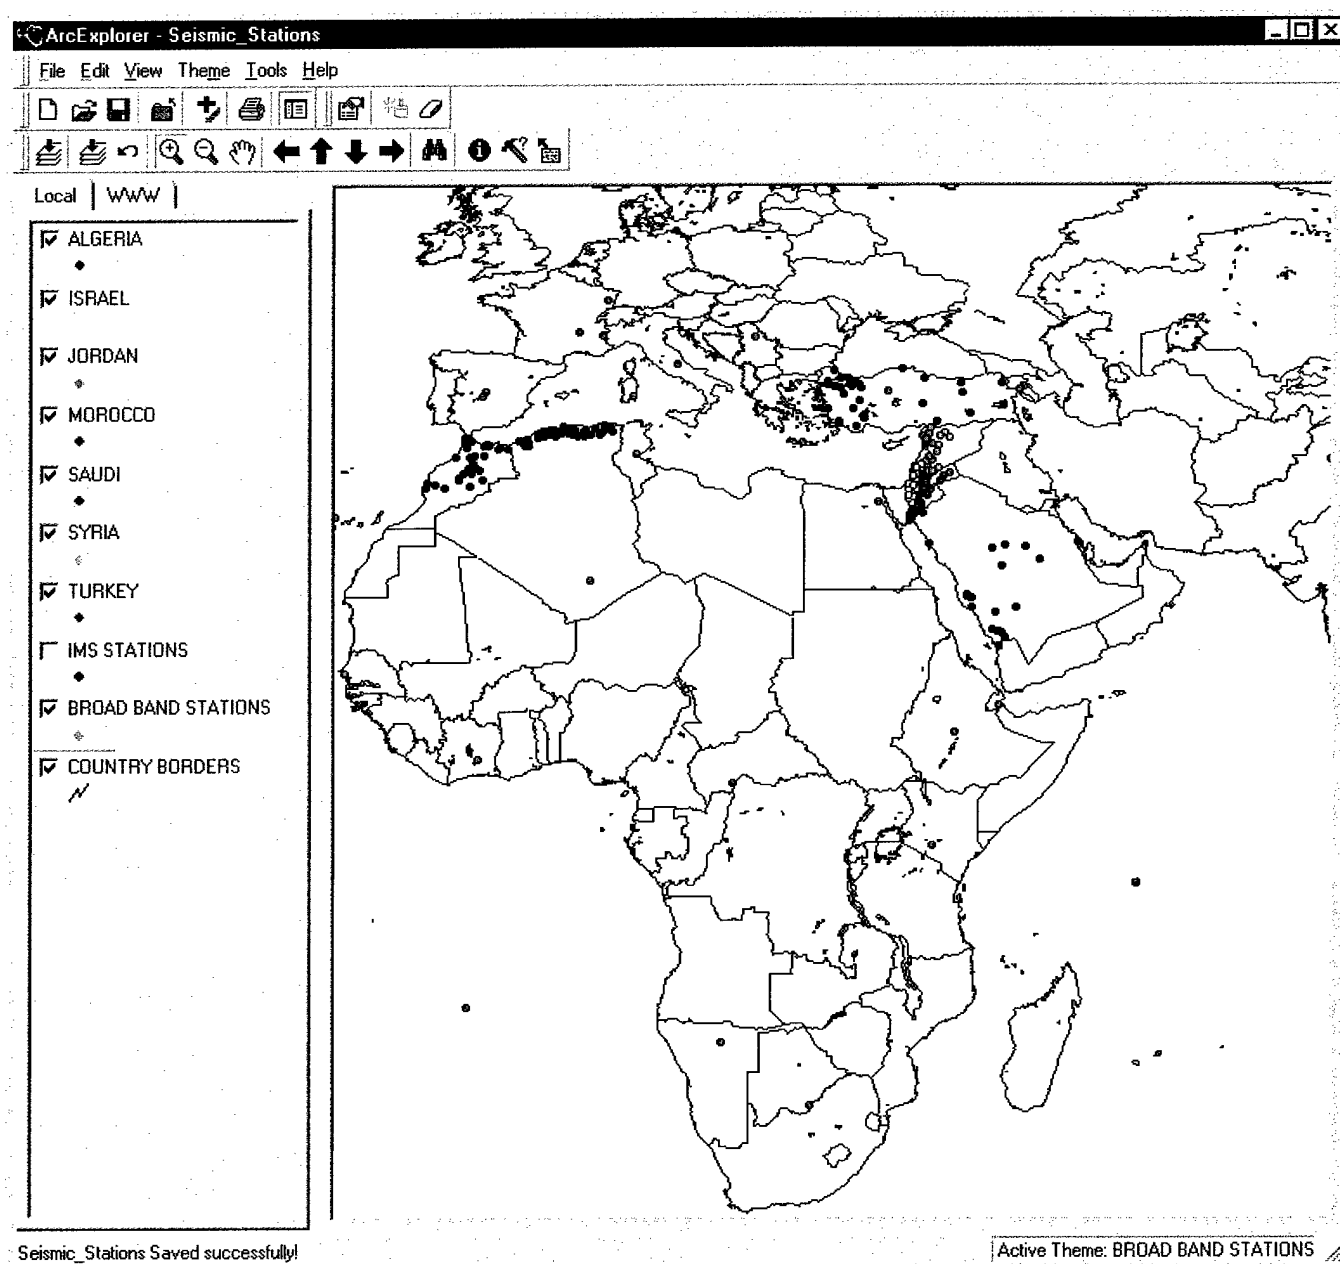 ArcExplorer - Seismic_Stations
File Edit View Theme Tools Help
Local WWW
ALGERIA
ISRAEL
JORDAN
MOROCCO
SAUDI
SYRIA
TURKEY
IMS STATIONS
BROAD BAND STATIONS
COUNTRY BORDERS
Seismic_Stations Saved successfully!
Active Theme: BROAD BAND STATIONS